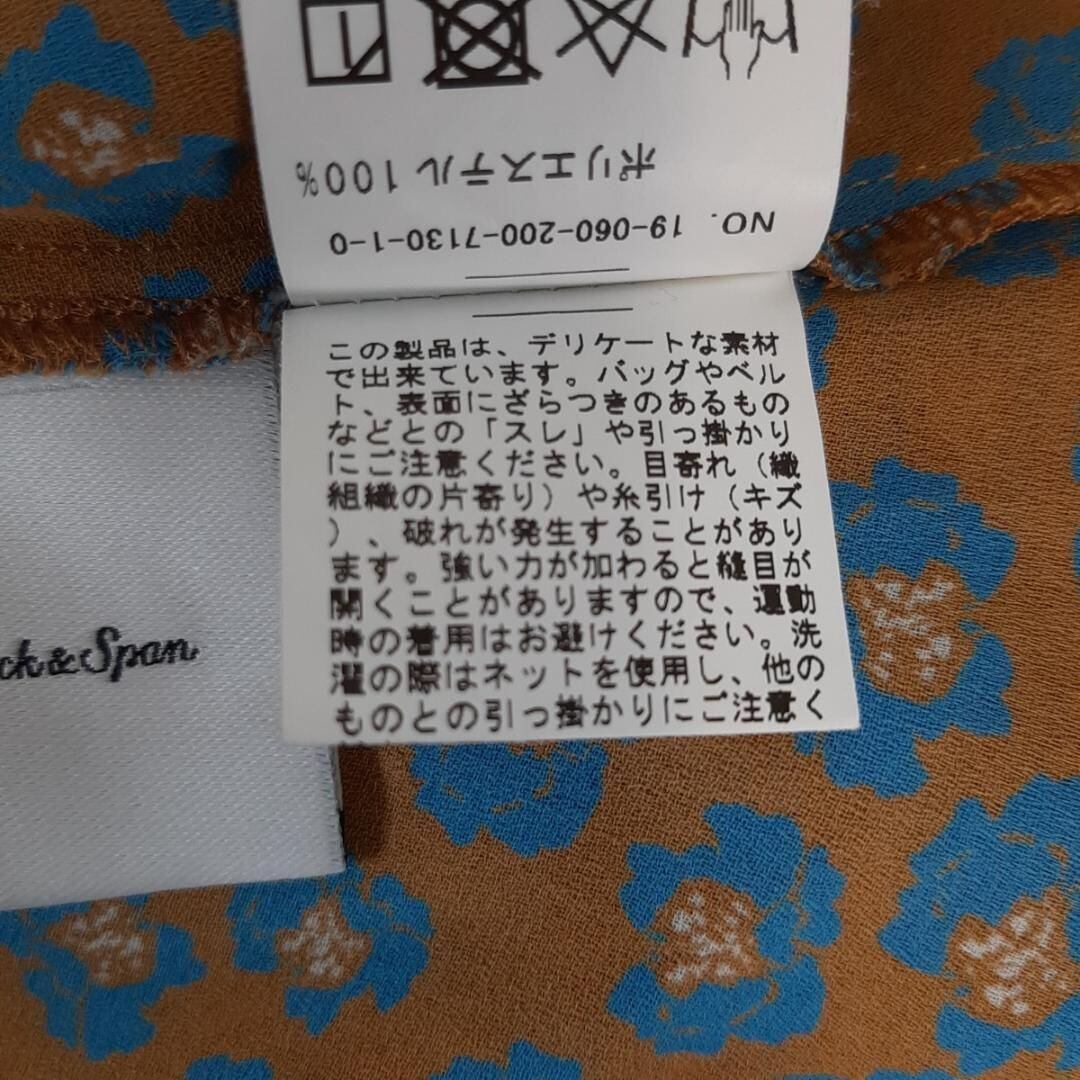 ポリエステル 100%
NO. 19-060-200-7130-1-0
この製品は、デリケートな素材
で出来ています。バッグやベル
ト、表面にざらつきのあるもの
などとの「スレ」や引っ掛かり
にご注意ください。目寄れ（織
組織の片寄り）や糸引け（キズ
）、破れが発生することがあり
ます。強い力が加わると縫目が
開くことがありますので、運動
時の着用はお避けください。洗
濯の際はネットを使用し、他の
ものとの引っ掛かりにご注意く
ck&Span